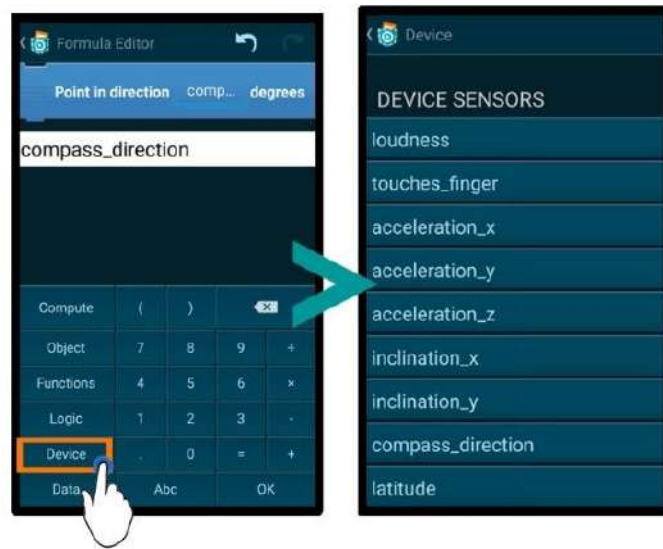 Formula Editor
Point in direction comp... degrees
compass_direction
Compute ( )
Object 7 8 9 ÷
Functions 4 5 6 ×
Logic 1 2 3 -
Device . 0 = +
Data Abc OK
Device
DEVICE SENSORS
loudness
touches_finger
acceleration_x
acceleration_y
acceleration_z
inclination_x
inclination_y
compass_direction
latitude